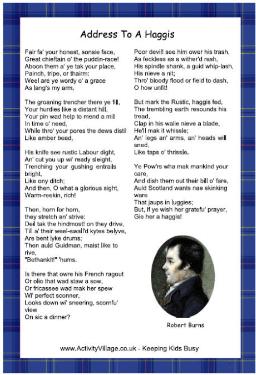 Address To A Haggis
Fair fa' your honest, sonsie face,
Great chieftain o' the puddin-race!
Aboon them a' ye tak your place,
Painch, tripe, or thairm:
Weel are ye wordy o' a grace
As lang's my arm.
The groaning trencher there ye fill,
Your hurdies like a distant hill,
Your pin wad help to mend a mill
In time o' need,
While thro' your pores the dews distil
Like amber bead.
His knife see rustic Labour dight,
An' cut you up wi' ready sleight,
Trenching your gushing entrails
bright,
Like ony ditch;
And then, O what a glorious sight,
Warm-reekin, rich!
Then, horn for horn,
they stretch an' strive:
Deil tak the hindmost! on they drive,
Till a' their weel-swall'd kytes belyve,
Are bent lyke drums;
Then auld Guidman, maist like to
rive,
"Bethankit!" 'hums.
Is there that owre his French ragout
Or olio that wad staw a sow,
Or fricassee wad mak her spew
Wi' perfect sconner,
Looks down wi' sneering, scornfu'
view
On sic a dinner?
Poor devil! see him ower his trash,
As feckless as a wither'd rash,
His spindle shank, a guid whip-lash,
His nieve a nit;
Thro' bloody flood or field to dash,
O how unfit!
But mark the Rustic, haggis fed,
The trembling earth resounds his
tread,
Clap in his walie nieve a blade,
He'll mak it whissle;
An' legs an' arms, an' heads will
sned,
Like taps o' thrissle.
Ye Pow'rs wha mak mankind your
care,
And dish them out their bill o' fare,
Auld Scotland wants nae skinking
ware
That jaups in luggies;
But, if ye wish her gratefu' prayer,
Gie her a haggis!
Robert Burns
www.ActivityVillage.co.uk - Keeping Kids Busy